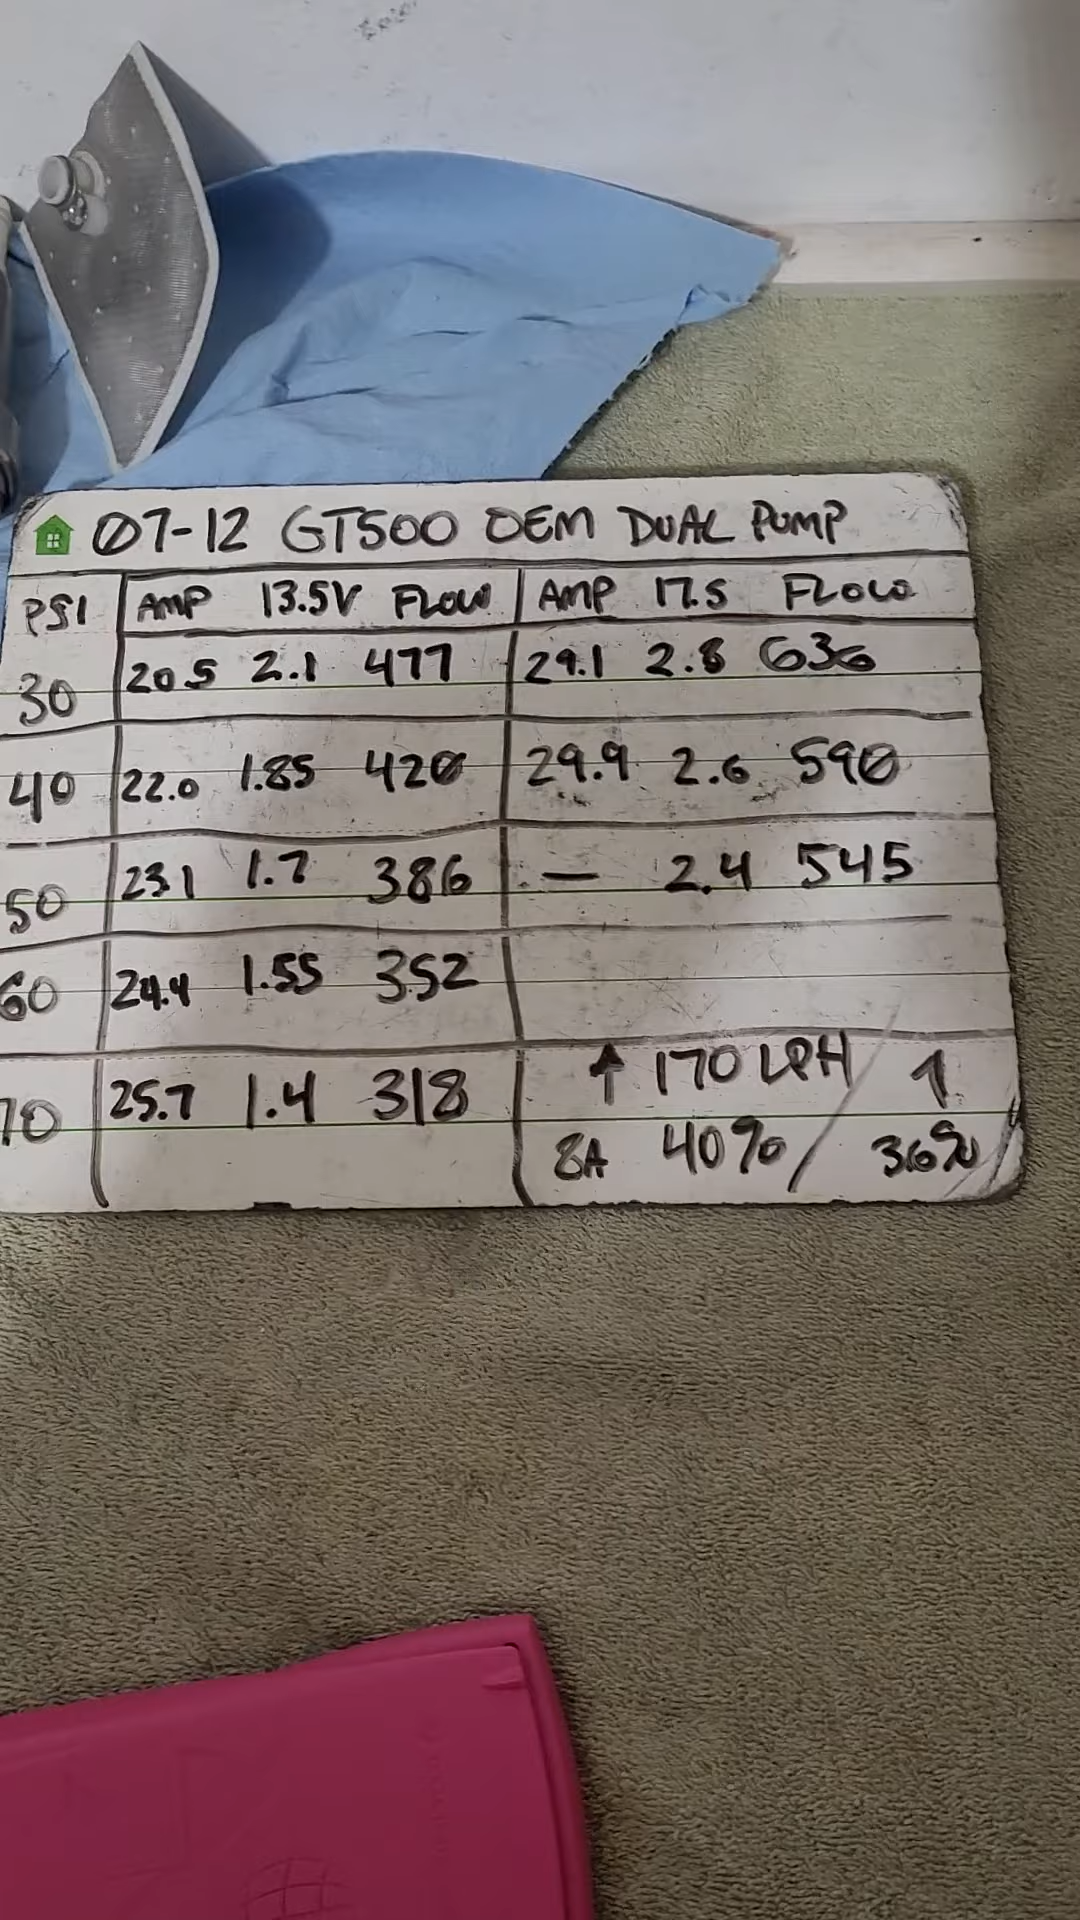 07-12 GT500 OEM DUAL PUMP
PSI AMP 13.5V FLOW AMP 17.5 FLOW
30 20.5 2.1 477 29.1 2.8 636
40 22.0 1.85 420 29.9 2.6 590
50 23.1 1.7 386 — 2.4 545
60 24.4 1.55 352
70 25.7 1.4 318 ↑ 170 LPH / ↑
8A 40% / 36%